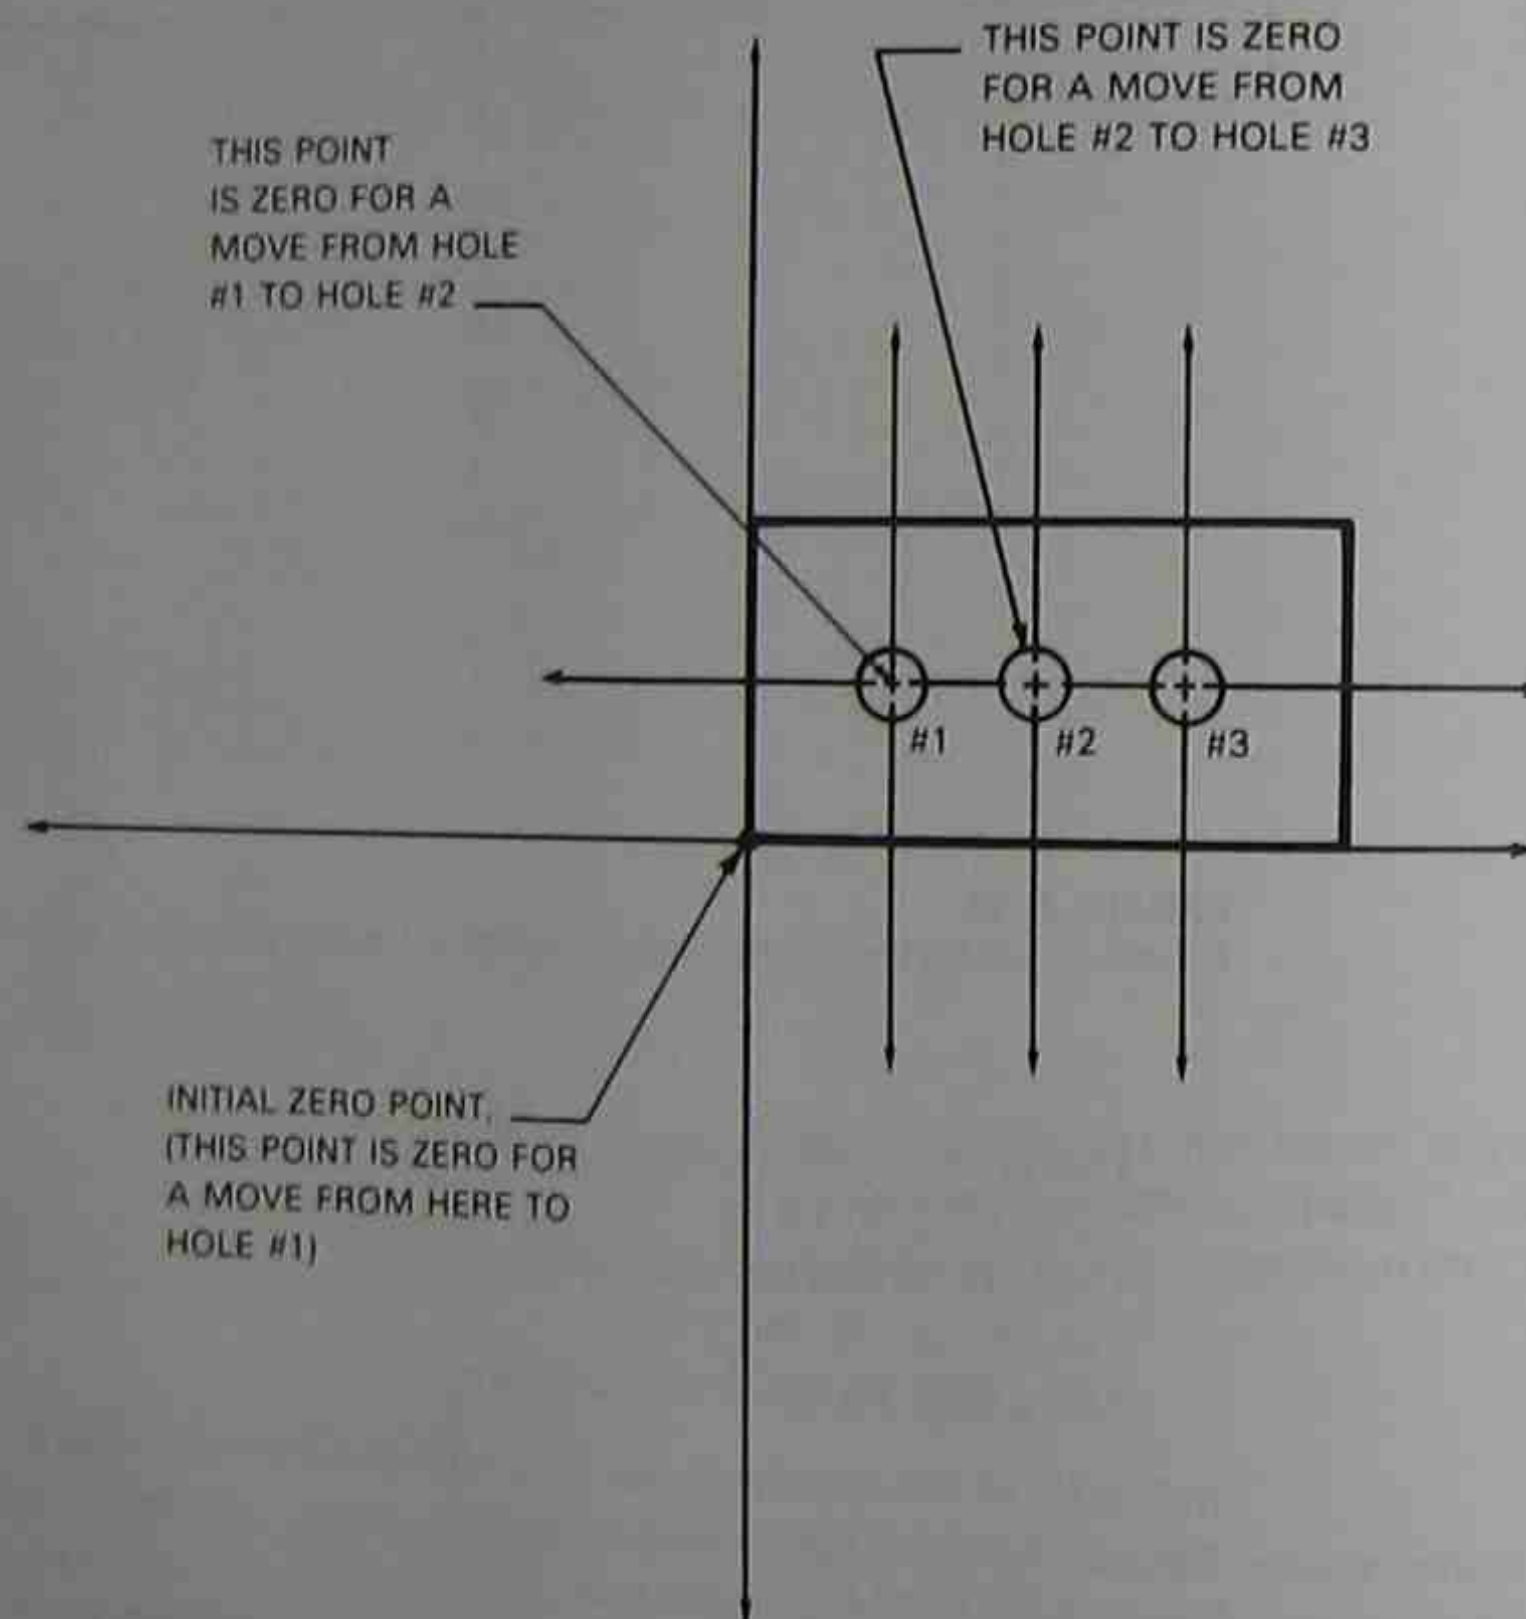 THIS POINT IS ZERO
FOR A MOVE FROM
HOLE #2 TO HOLE #3
THIS POINT
IS ZERO FOR A
MOVE FROM HOLE
#1 TO HOLE #2
#1
#2
#3
INITIAL ZERO POINT,
(THIS POINT IS ZERO FOR
A MOVE FROM HERE TO
HOLE #1)